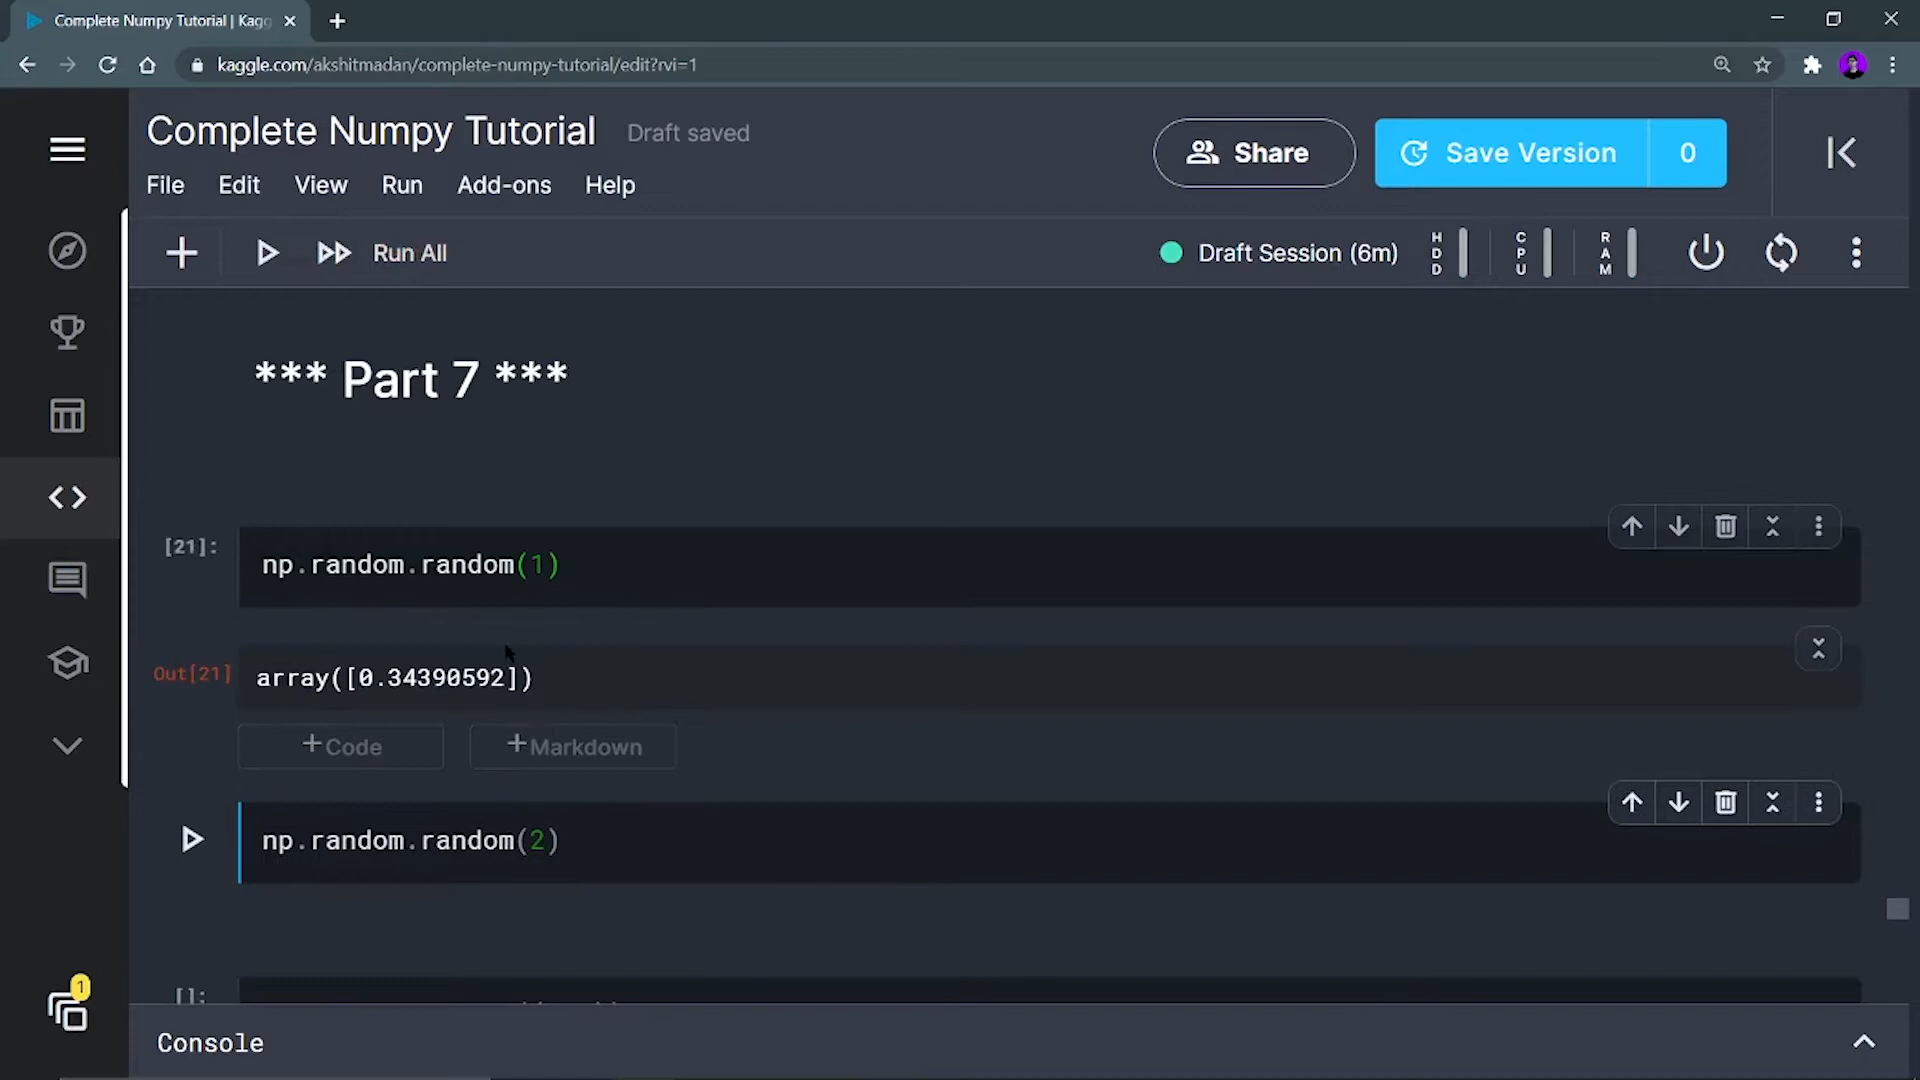 Complete Numpy Tutorial | Kagg
kaggle.com/akshitmadan/complete-numpy-tutorial/edit?rvi=1
Complete Numpy Tutorial Draft saved
File Edit View Run Add-ons Help
Share
Save Version 0
Run All
Draft Session (6m)
HDD
CPU
RAM
*** Part 7 ***
[21]:
np.random.random(1)
Out[21]
array([0.34390592])
+Code +Markdown
np.random.random(2)
[]:
1
Console